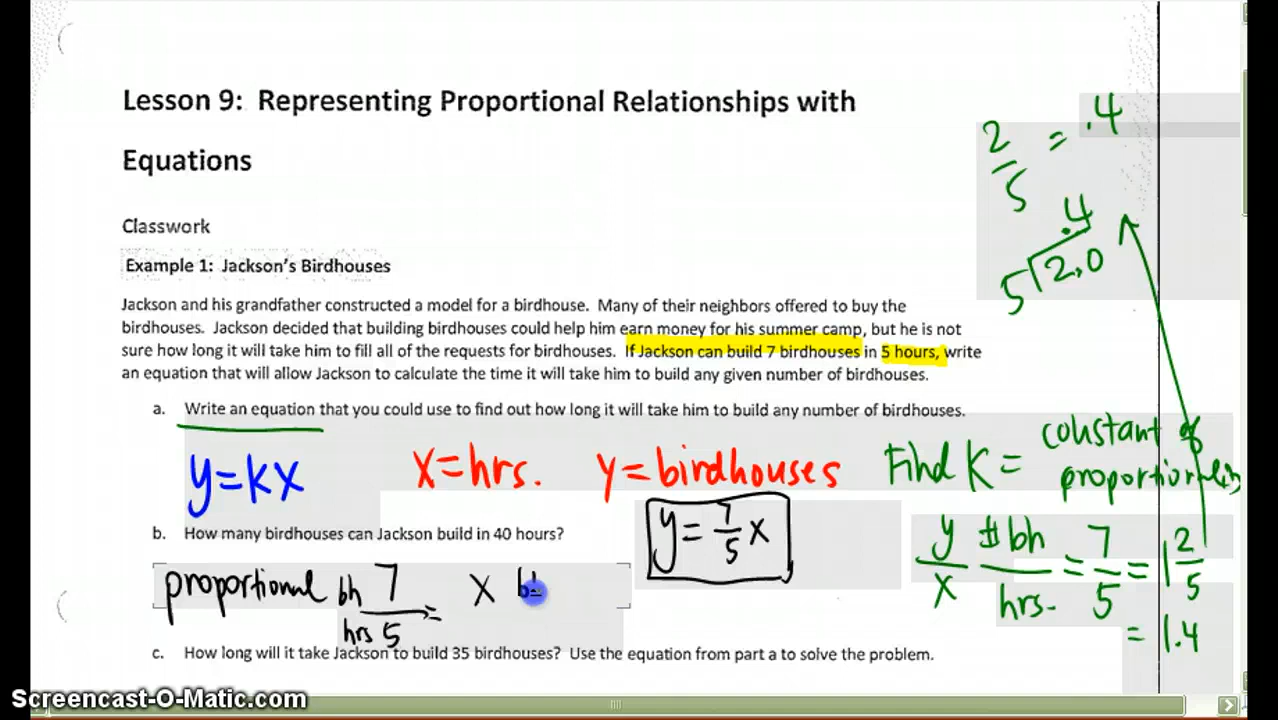 Lesson 9: Representing Proportional Relationships with
Equations
Classwork
Example 1: Jackson's Birdhouses
Jackson and his grandfather constructed a model for a birdhouse. Many of their neighbors offered to buy the
birdhouses. Jackson decided that building birdhouses could help him earn money for his summer camp, but he is not
sure how long it will take him to fill all of the requests for birdhouses. If Jackson can build 7 birdhouses in 5 hours, write
an equation that will allow Jackson to calculate the time it will take him to build any given number of birdhouses.
a. Write an equation that you could use to find out how long it will take him to build any number of birdhouses.
y=kx x=hrs. y=birdhouses
y=7/5x
b. How many birdhouses can Jackson build in 40 hours?
proportional bh 7 = x
hrs 5
c. How long will it take Jackson to build 35 birdhouses? Use the equation from part a to solve the problem.
2/5 = .4
.4
5 2.0
Find K = constant of
proportionality
y/x #bh/hrs. = 7/5 = 1 2/5
= 1.4
Screencast-O-Matic.com